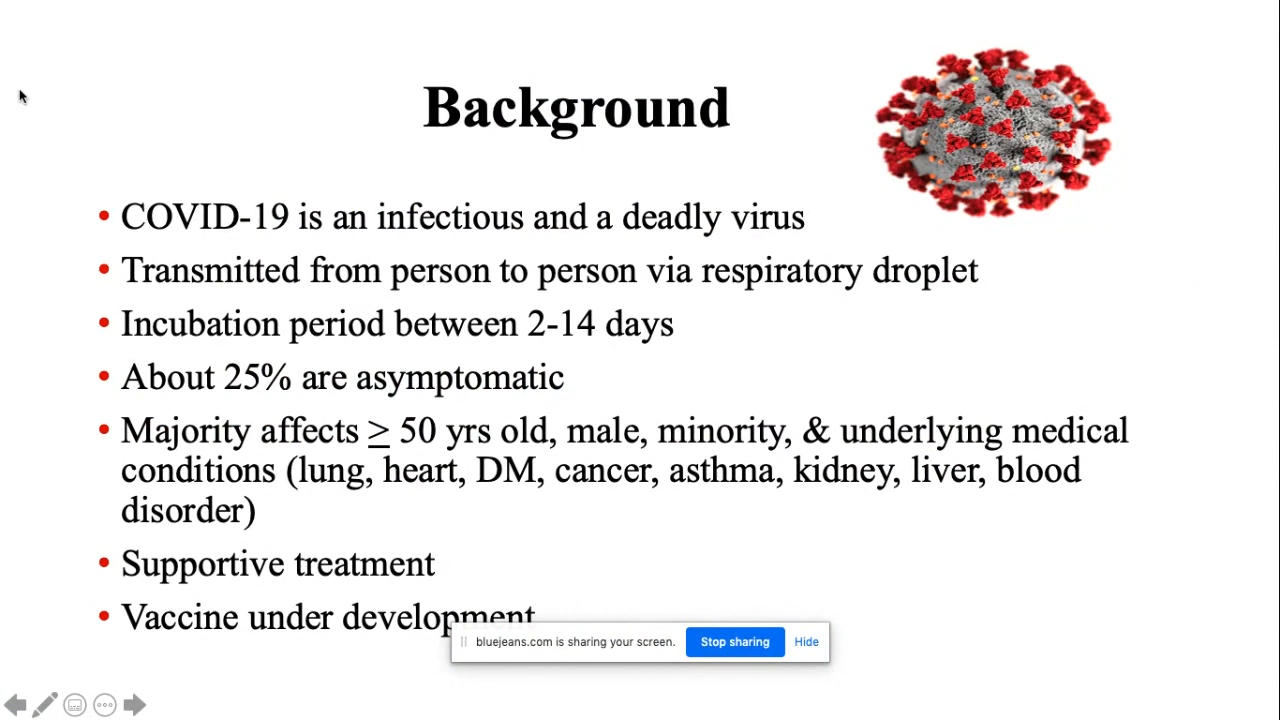 Background
• COVID-19 is an infectious and a deadly virus
• Transmitted from person to person via respiratory droplet
• Incubation period between 2-14 days
• About 25% are asymptomatic
• Majority affects ≥ 50 yrs old, male, minority, & underlying medical
conditions (lung, heart, DM, cancer, asthma, kidney, liver, blood
disorder)
• Supportive treatment
• Vaccine under development
bluejeans.com is sharing your screen. Stop sharing Hide